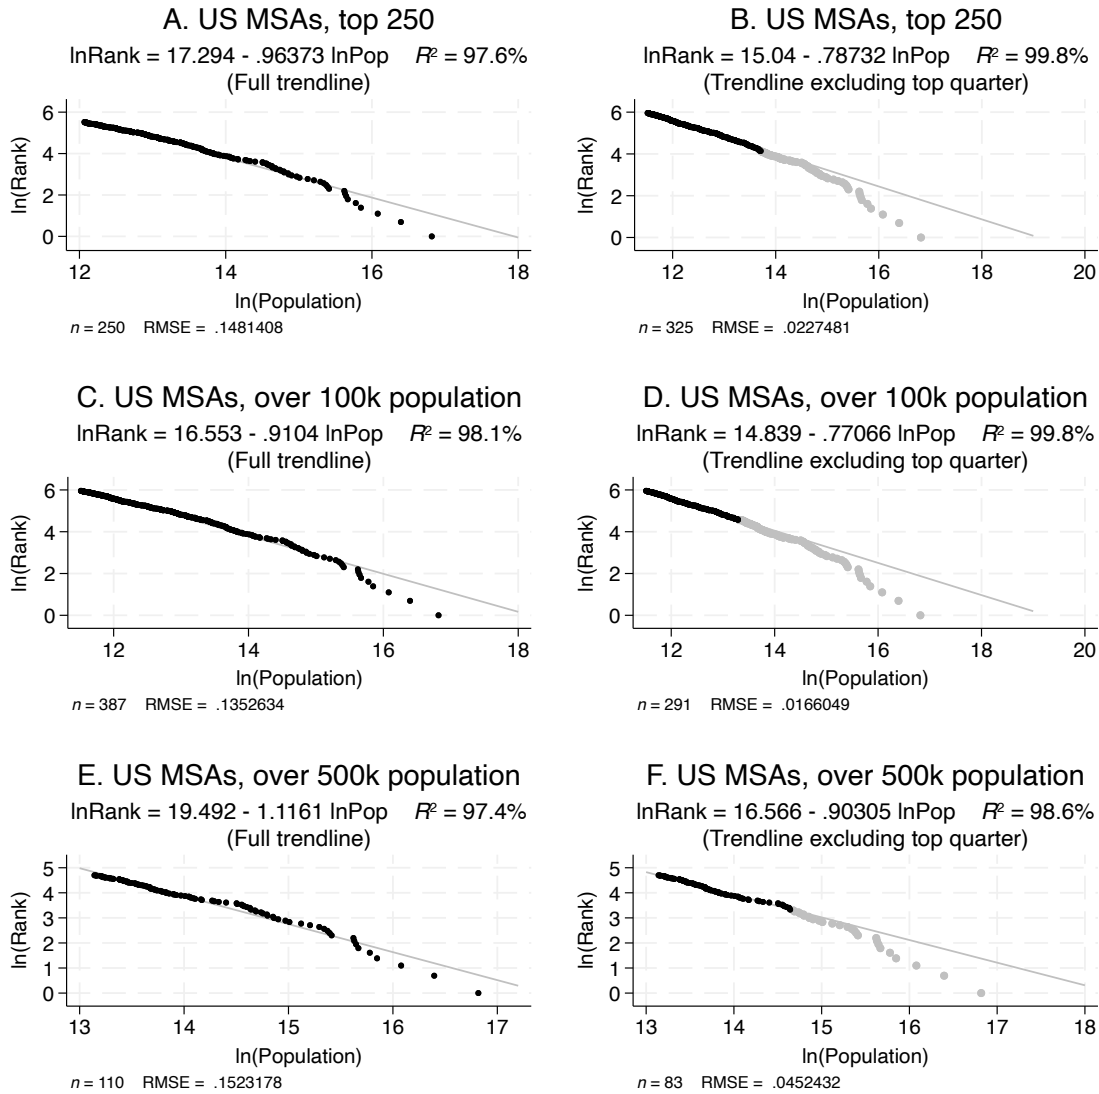 A. US MSAs, top 250
lnRank = 17.294 - .96373 lnPop R² = 97.6%
(Full trendline)
ln(Rank)
6
4
2
0
12 14 16 18
ln(Population)
n = 250 RMSE = .1481408
B. US MSAs, top 250
lnRank = 15.04 - .78732 lnPop R² = 99.8%
(Trendline excluding top quarter)
ln(Rank)
6
4
2
0
12 14 16 18 20
ln(Population)
n = 325 RMSE = .0227481
C. US MSAs, over 100k population
lnRank = 16.553 - .9104 lnPop R² = 98.1%
(Full trendline)
ln(Rank)
6
4
2
0
12 14 16 18
ln(Population)
n = 387 RMSE = .1352634
D. US MSAs, over 100k population
lnRank = 14.839 - .77066 lnPop R² = 99.8%
(Trendline excluding top quarter)
ln(Rank)
6
4
2
0
12 14 16 18 20
ln(Population)
n = 291 RMSE = .0166049
E. US MSAs, over 500k population
lnRank = 19.492 - 1.1161 lnPop R² = 97.4%
(Full trendline)
ln(Rank)
5
4
3
2
1
0
13 14 15 16 17
ln(Population)
n = 110 RMSE = .1523178
F. US MSAs, over 500k population
lnRank = 16.566 - .90305 lnPop R² = 98.6%
(Trendline excluding top quarter)
ln(Rank)
5
4
3
2
1
0
13 14 15 16 17 18
ln(Population)
n = 83 RMSE = .0452432